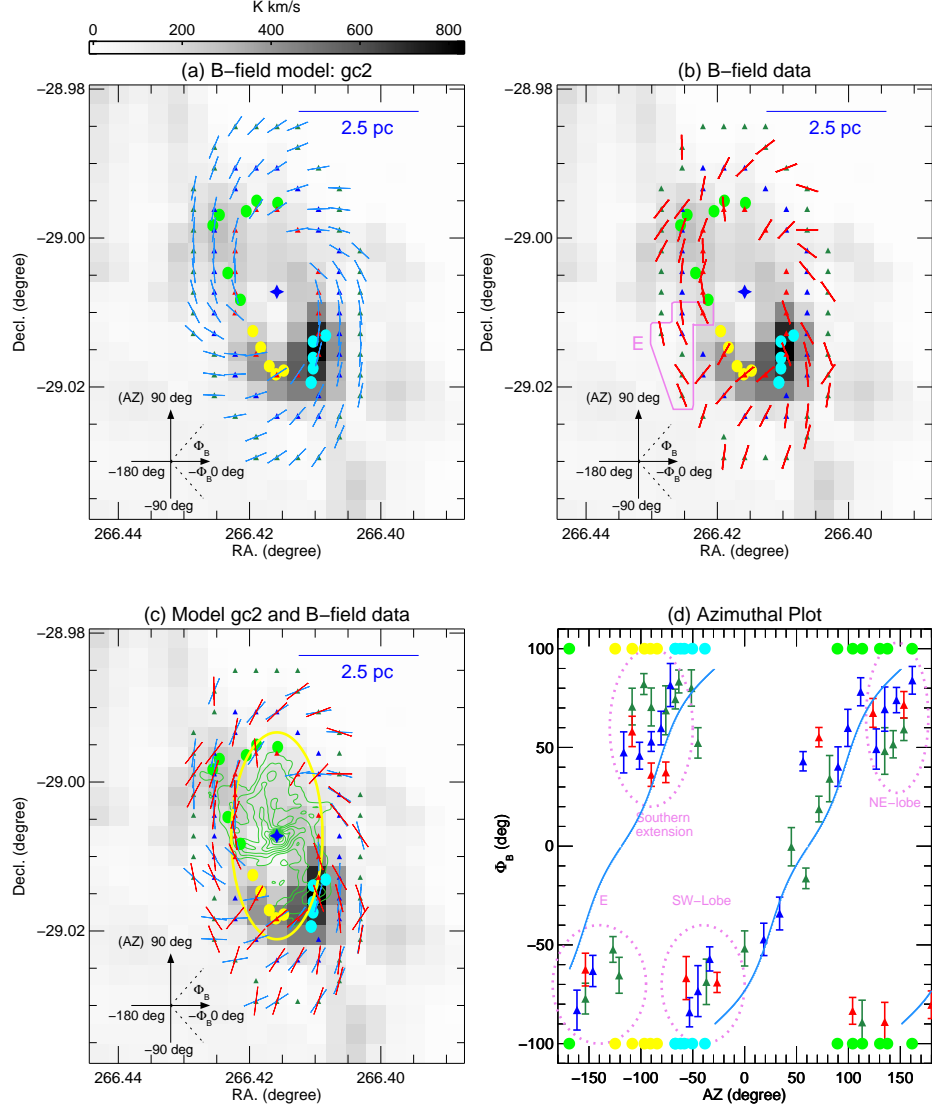 K km/s
0 200 400 600 800
(a) B−field model: gc2
(b) B−field data
−28.98
2.5 pc
−29.00
−29.02
Decl. (degree)
(AZ) 90 deg
Φ_B
−180 deg
−Φ_B 0 deg
−90 deg
266.44 266.42 266.40
RA. (degree)
−28.98
2.5 pc
−29.00
E
−29.02
Decl. (degree)
(AZ) 90 deg
Φ_B
−180 deg
−Φ_B 0 deg
−90 deg
266.44 266.42 266.40
RA. (degree)
(c) Model gc2 and B−field data
(d) Azimuthal Plot
−28.98
2.5 pc
−29.00
−29.02
Decl. (degree)
(AZ) 90 deg
Φ_B
−180 deg
−Φ_B 0 deg
−90 deg
266.44 266.42 266.40
RA. (degree)
100
50
0
−50
−100
Φ_B (deg)
Southern
extension
NE−lobe
E
SW−Lobe
−150 −100 −50 0 50 100 150
AZ (degree)